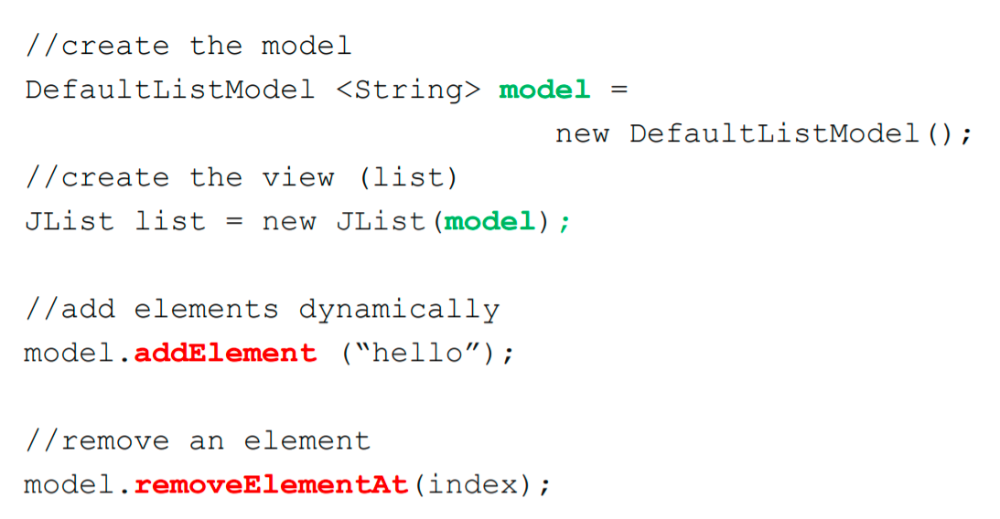 //create the model
DefaultListModel <String> model =
new DefaultListModel();
//create the view (list)
JList list = new JList(model);
//add elements dynamically
model.addElement (“hello”);
//remove an element
model.removeElementAt(index);